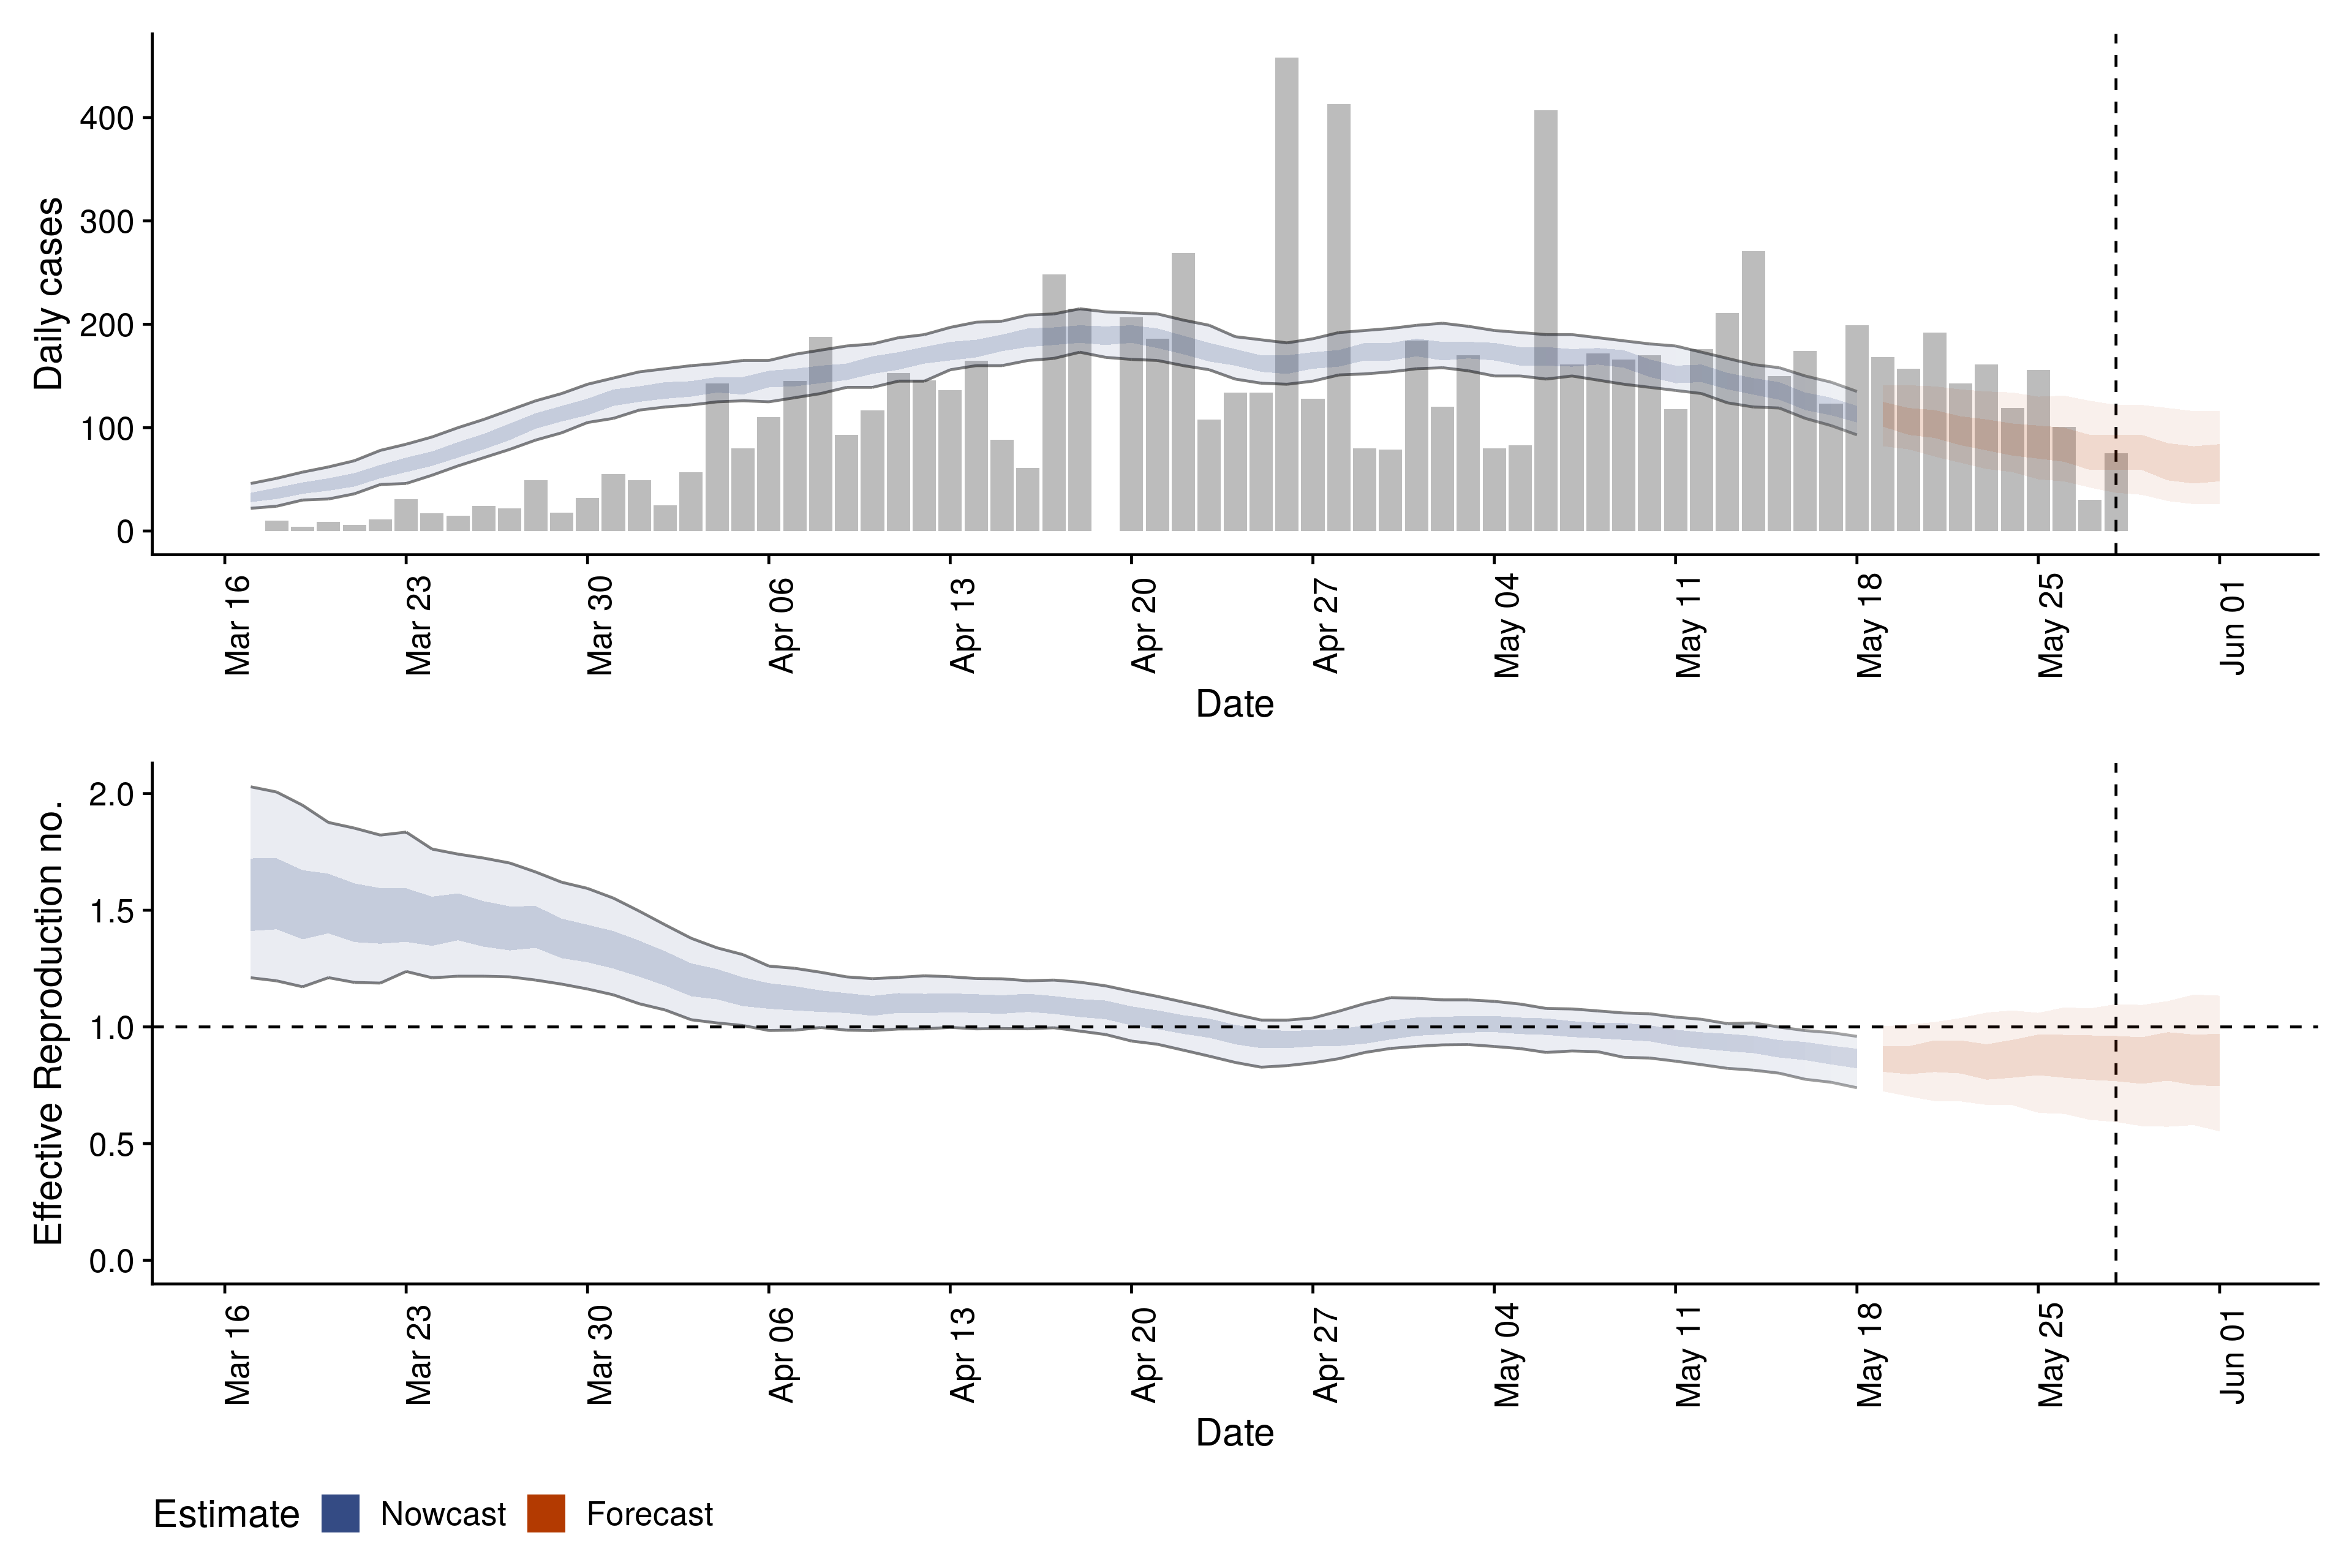 Daily cases
400
300
200
100
0
Mar 16
Mar 23
Mar 30
Apr 06
Apr 13
Apr 20
Apr 27
May 04
May 11
May 18
May 25
Jun 01
Date
Effective Reproduction no.
2.0
1.5
1.0
0.5
0.0
Mar 16
Mar 23
Mar 30
Apr 06
Apr 13
Apr 20
Apr 27
May 04
May 11
May 18
May 25
Jun 01
Date
Estimate Nowcast Forecast